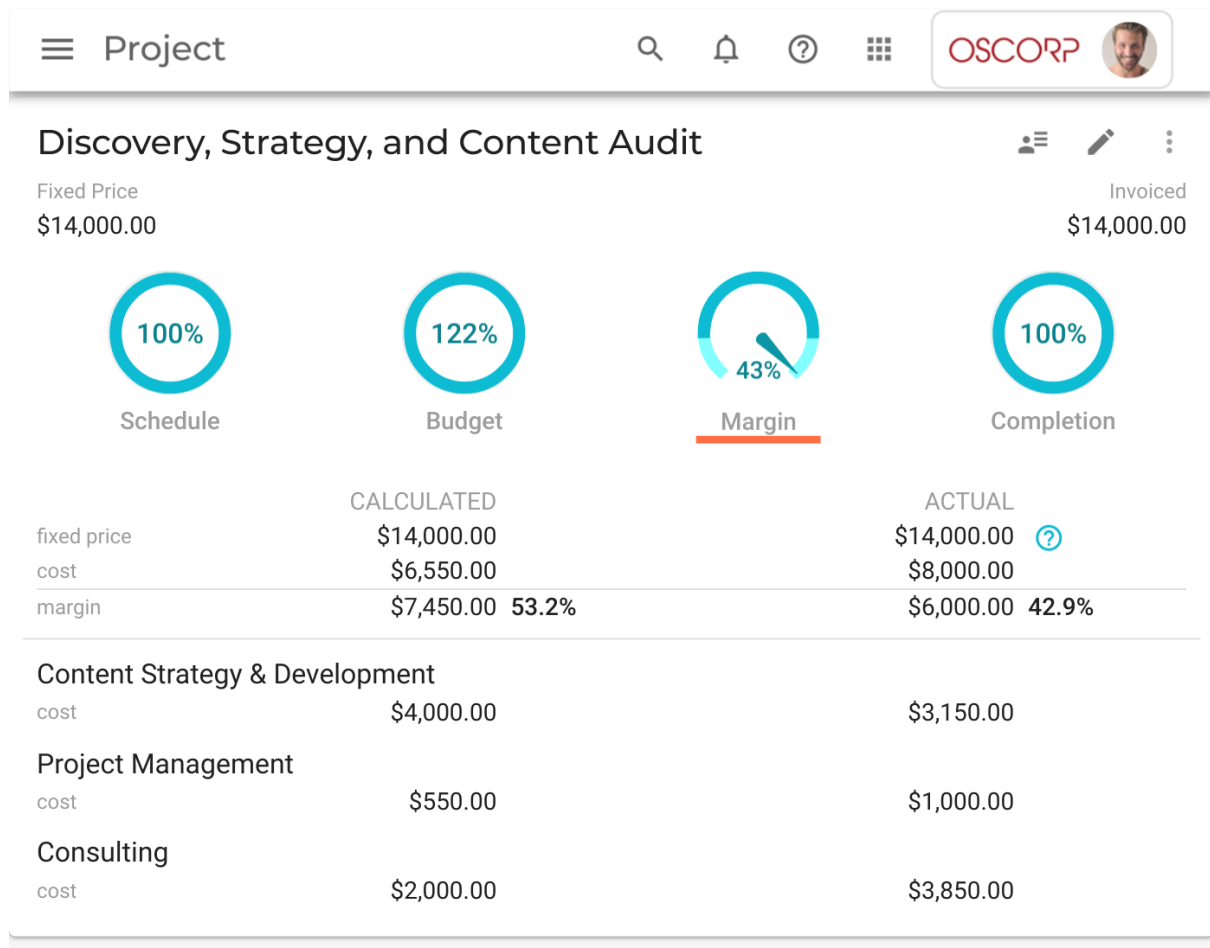 Project
OSCORP
Discovery, Strategy, and Content Audit
Fixed Price Invoiced
$14,000.00 $14,000.00
100% 122% 43% 100%
Schedule Budget Margin Completion
CALCULATED ACTUAL
fixed price $14,000.00 $14,000.00 ?
cost $6,550.00 $8,000.00
margin $7,450.00 53.2% $6,000.00 42.9%
Content Strategy & Development
cost $4,000.00 $3,150.00
Project Management
cost $550.00 $1,000.00
Consulting
cost $2,000.00 $3,850.00